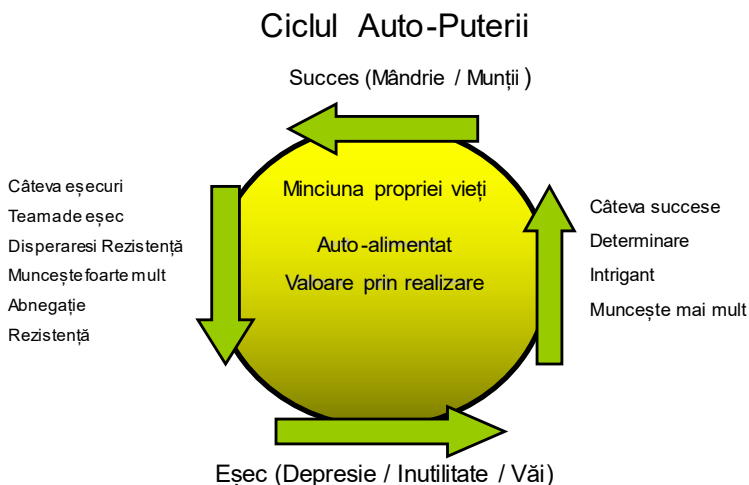 Ciclul Auto-Puterii
Succes (Mândrie / Munții )
Câteva eșecuri
Teama de eșec
Disperare si Rezistență
Muncește foarte mult
Abnegație
Rezistență
Minciuna propriei vieți
Auto-alimentat
Valoare prin realizare
Câteva succese
Determinare
Intrigant
Muncește mai mult
Eșec (Depresie / Inutilitate / Văi)